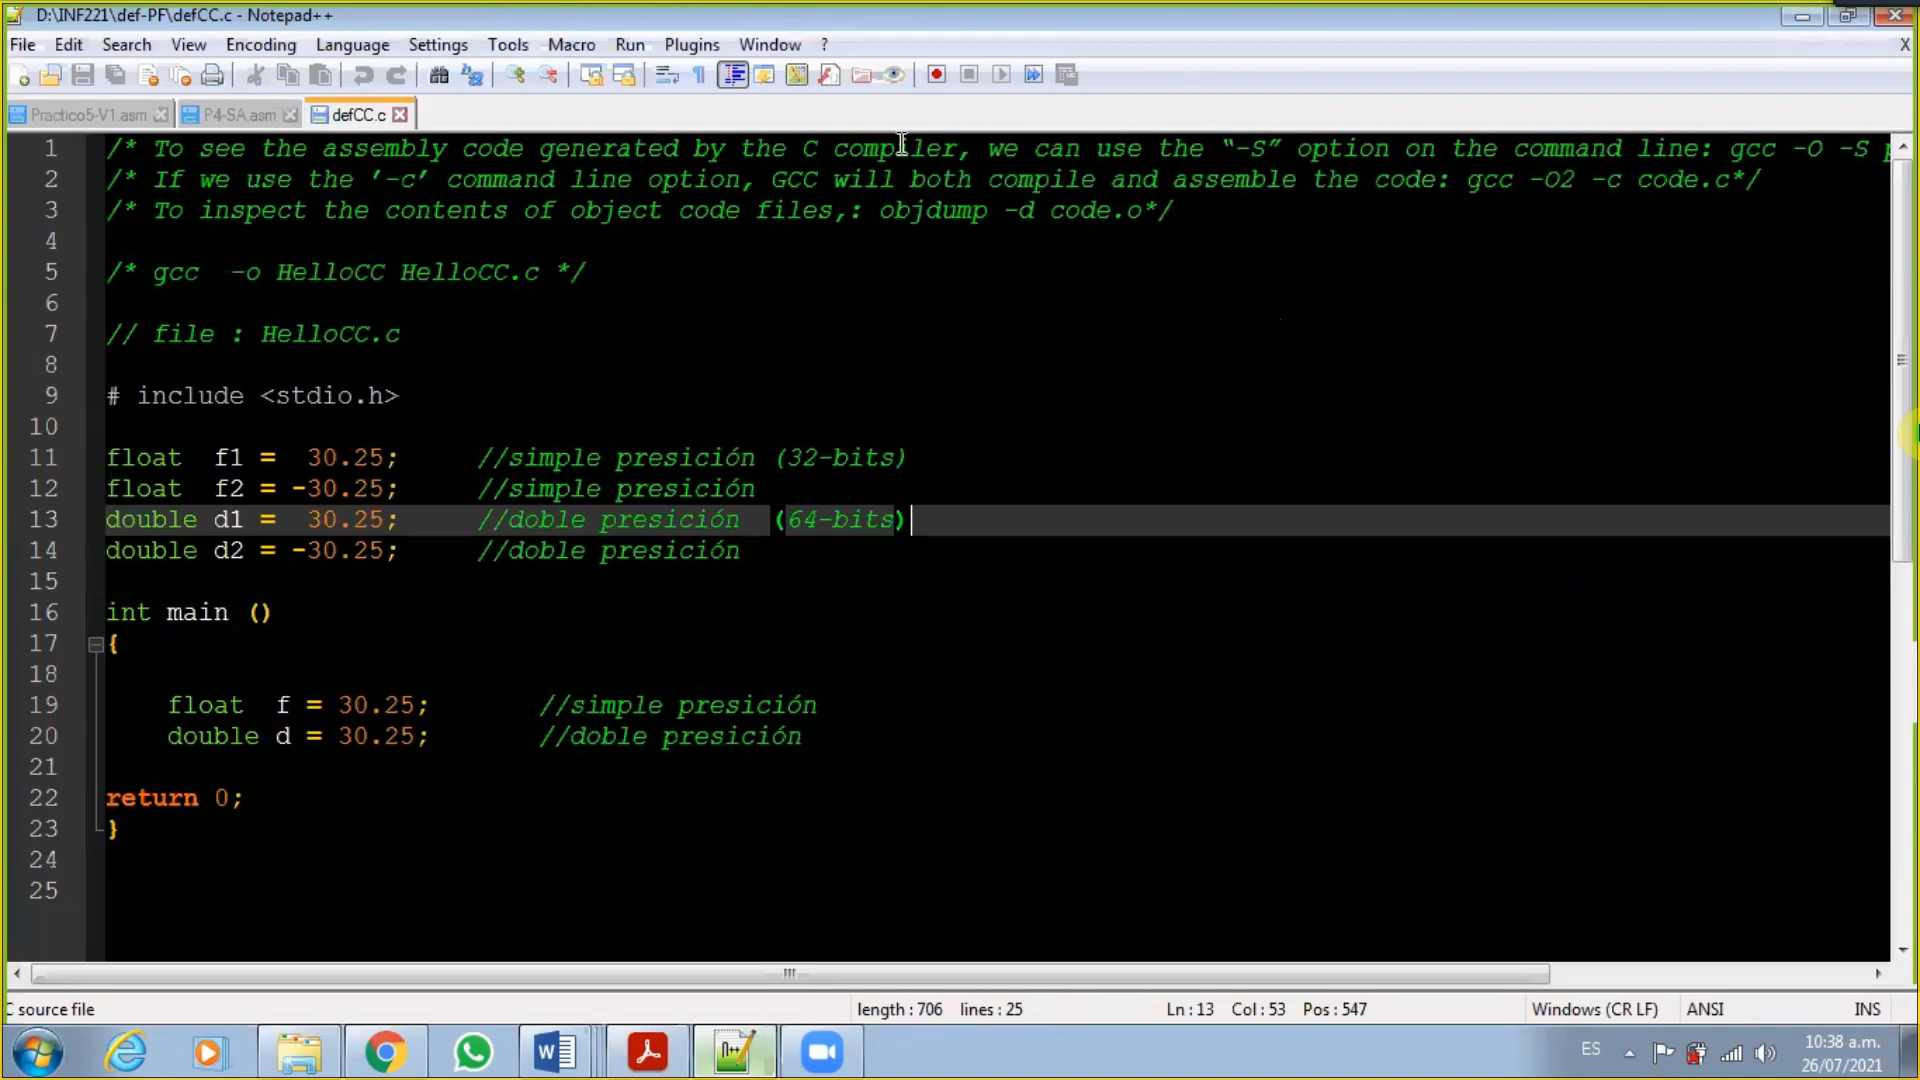 D:\INF221\def-PF\defCC.c - Notepad++
File Edit Search View Encoding Language Settings Tools Macro Run Plugins Window ?
X
Practico5-V1.asm P4-SA.asm defCC.c
1 /* To see the assembly code generated by the C compiler, we can use the “-S” option on the command line: gcc -O -S
2 /* If we use the ’-c’ command line option, GCC will both compile and assemble the code: gcc -O2 -c code.c*/
3 /* To inspect the contents of object code files,: objdump -d code.o*/
4
5 /* gcc  -o HelloCC HelloCC.c */
6
7 // file : HelloCC.c
8
9 # include <stdio.h>
10
11 float  f1 =  30.25;     //simple presición (32-bits)
12 float  f2 = -30.25;     //simple presición
13 double d1 =  30.25;     //doble presición  (64-bits)
14 double d2 = -30.25;     //doble presición
15
16 int main ()
17 {
18
19     float  f = 30.25;       //simple presición
20     double d = 30.25;       //doble presición
21
22 return 0;
23 }
24
25
C source file length : 706 lines : 25 Ln : 13 Col : 53 Pos : 547 Windows (CR LF) ANSI INS
ES 10:38 a.m.
26/07/2021